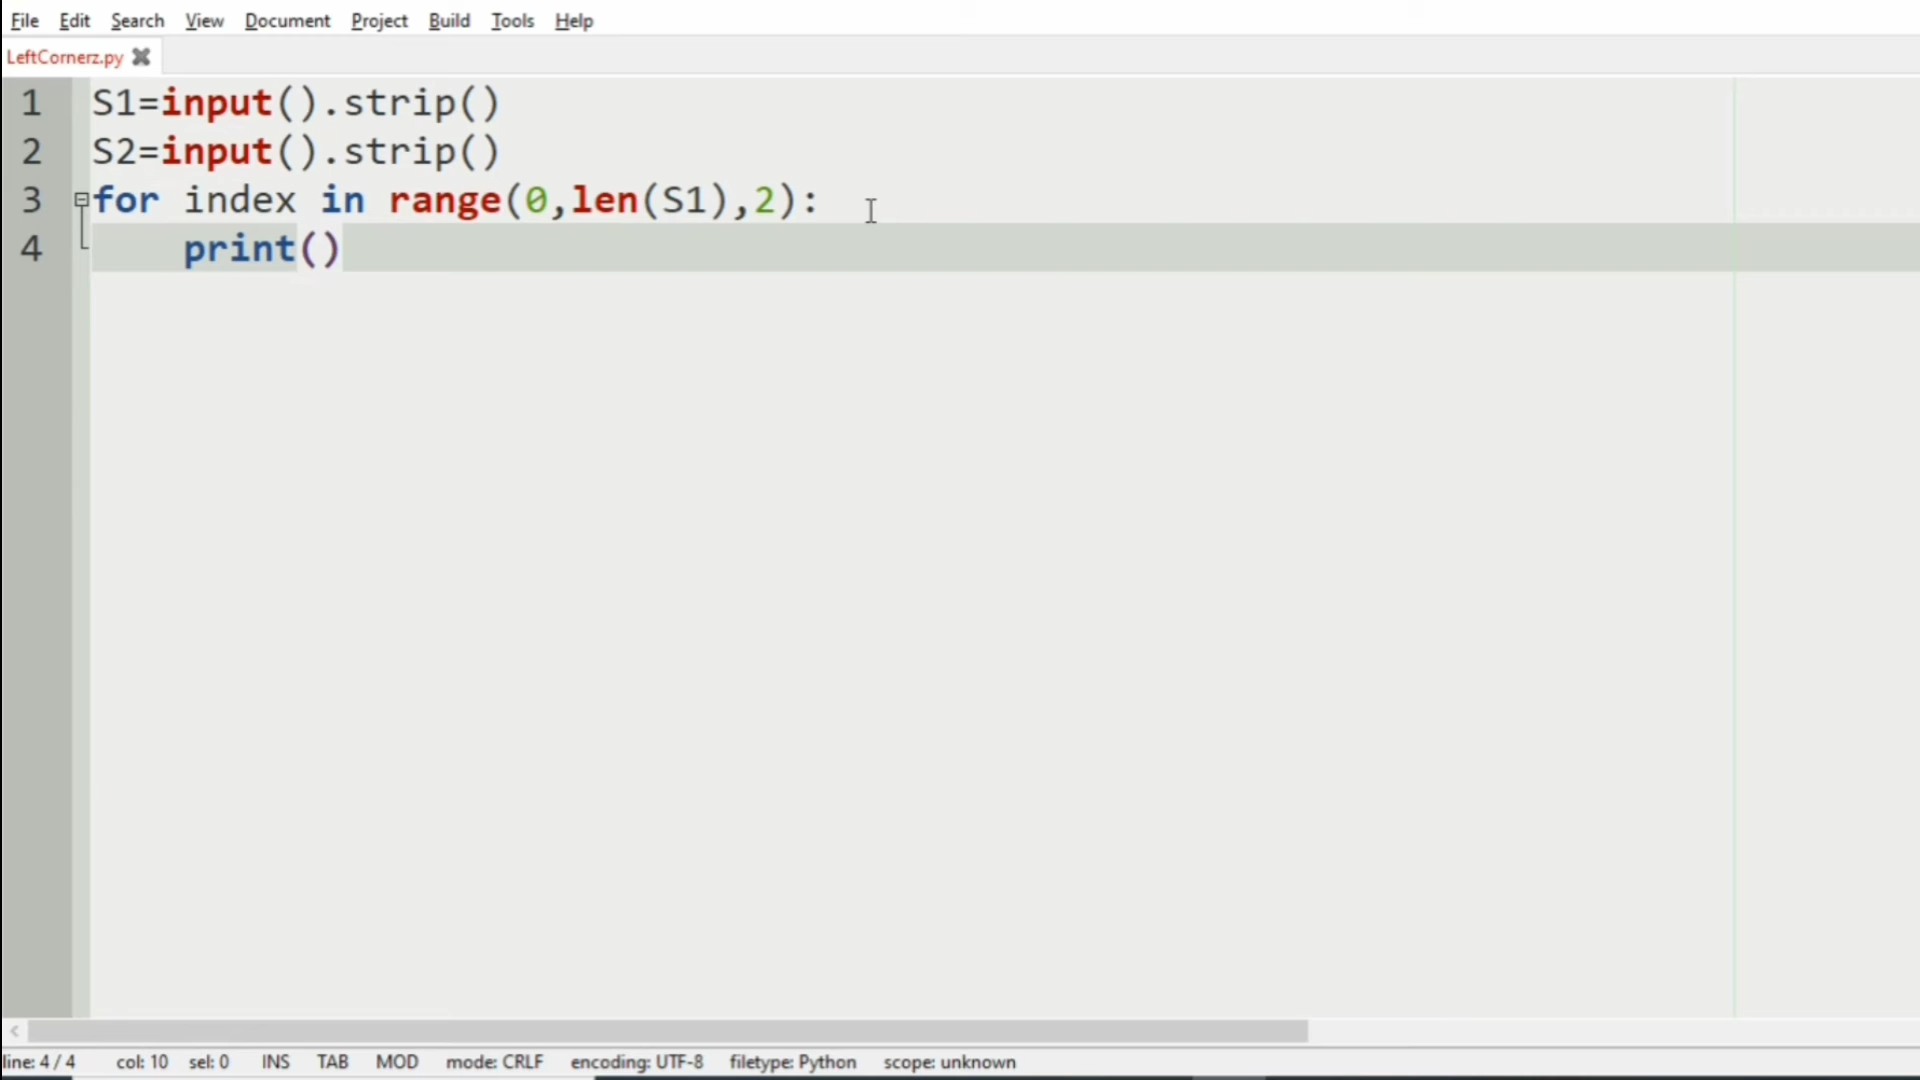 File Edit Search View Document Project Build Tools Help
LeftCornerz.py
1 S1=input().strip()
2 S2=input().strip()
3 for index in range(0,len(S1),2):
4 print()
line: 4 / 4 col: 10 sel: 0 INS TAB MOD mode: CRLF encoding: UTF-8 filetype: Python scope: unknown